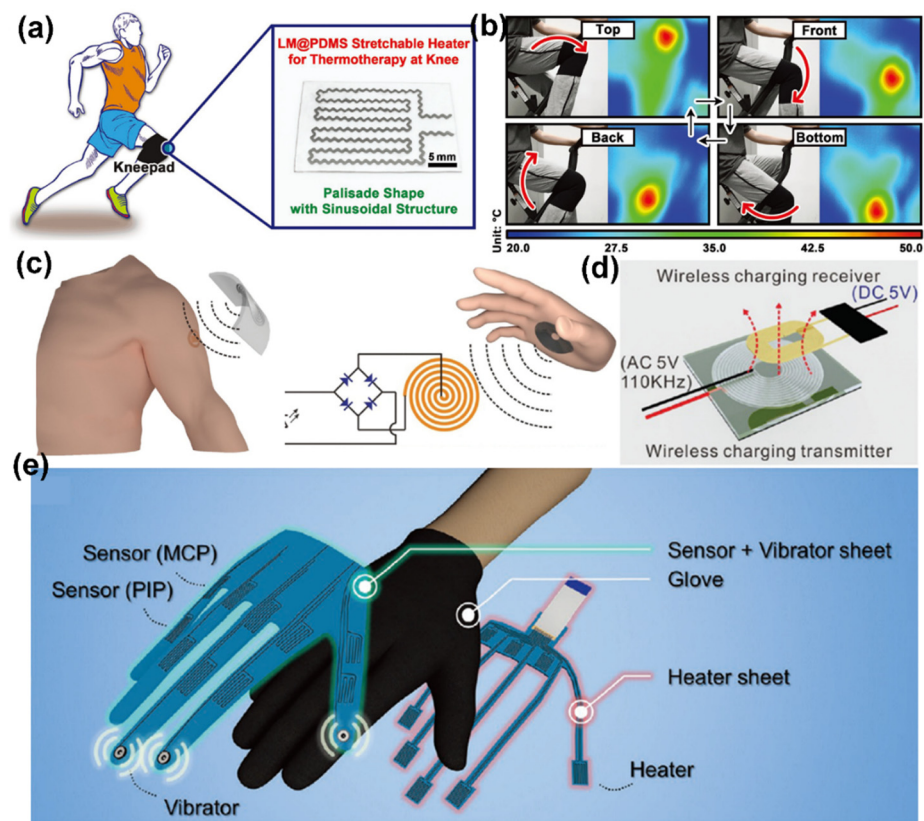 (a)
LM@PDMS Stretchable Heater
for Thermotherapy at Knee
5 mm
Kneepad
Palisade Shape
with Sinusoidal Structure
(b)
Top
Front
Back
Bottom
Unit: °C
20.0 27.5 35.0 42.5 50.0
(c)
(d)
Wireless charging receiver
(DC 5V)
(AC 5V
110KHz)
Wireless charging transmitter
(e)
Sensor (MCP)
Sensor (PIP)
Vibrator
Sensor + Vibrator sheet
Glove
Heater sheet
Heater